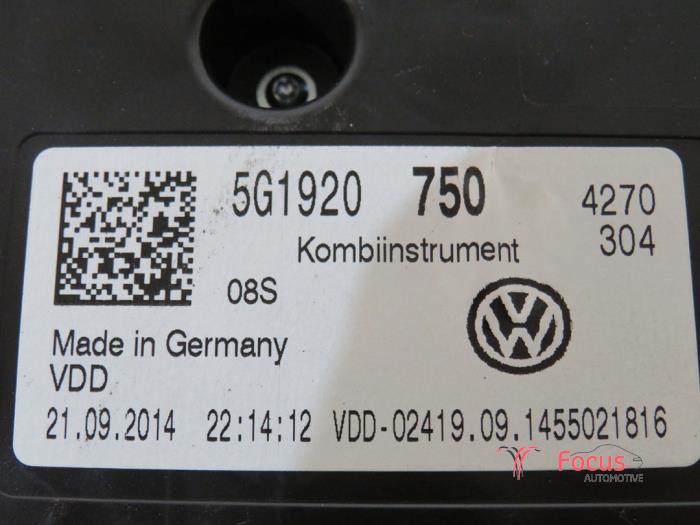 5G1920 750 4270
Kombiinstrument 304
08S
Made in Germany
VDD
21.09.2014 22:14:12 VDD-02419.09.1455021816
Focus
AUTOMOTIVE